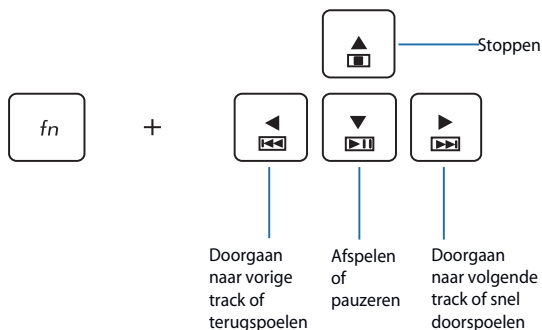 Stoppen
fn
+
Doorgaan
naar vorige
track of
terugspoelen
Afspelen
of
pauzeren
Doorgaan
naar volgende
track of snel
doorspoelen